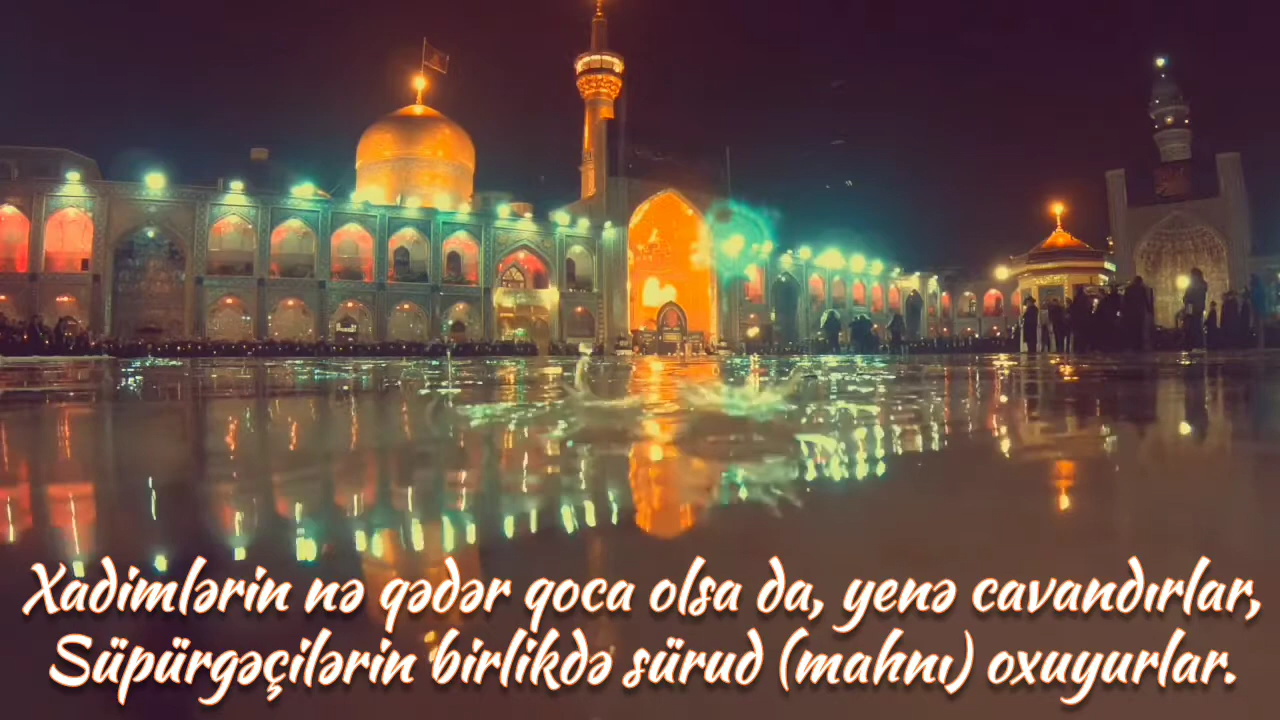 Xadimlərin nə qədər qoca olsa da, yenə cavandırlar,
Süpürgəçilərin birlikdə sürud (mahnı) oxuyurlar.